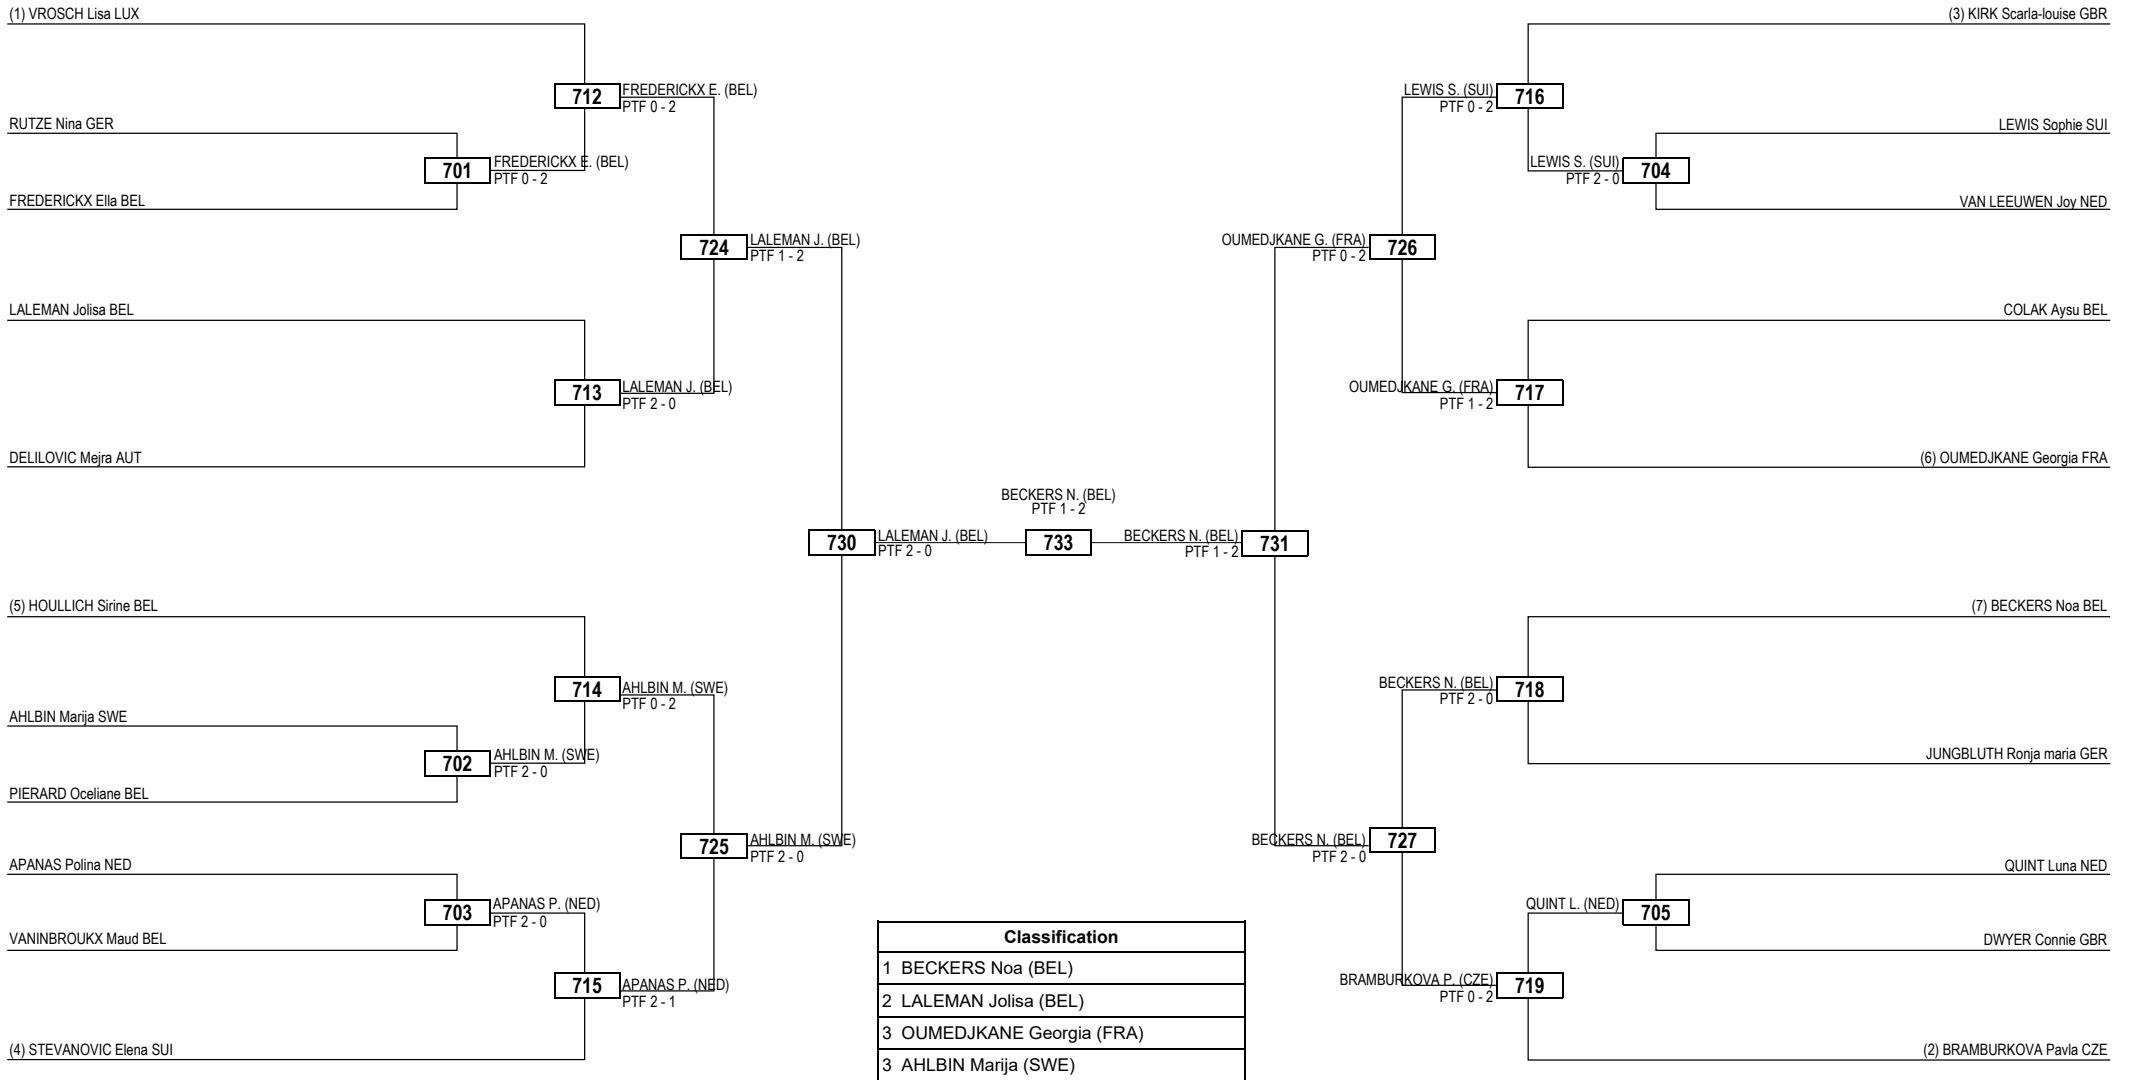 (1) VROSCH Lisa LUX
(3) KIRK Scarla-louise GBR
712
FREDERICKX E. (BEL)
PTF 0 - 2
LEWIS S. (SUI)
PTF 0 - 2
716
RUTZE Nina GER
LEWIS Sophie SUI
701
FREDERICKX E. (BEL)
PTF 0 - 2
LEWIS S. (SUI)
PTF 2 - 0
704
FREDERICKX Ella BEL
VAN LEEUWEN Joy NED
724
LALEMAN J. (BEL)
PTF 1 - 2
OUMEDJKANE G. (FRA)
PTF 0 - 2
726
LALEMAN Jolisa BEL
COLAK Aysu BEL
713
LALEMAN J. (BEL)
PTF 2 - 0
OUMEDJKANE G. (FRA)
PTF 1 - 2
717
DELILOVIC Mejra AUT
(6) OUMEDJKANE Georgia FRA
BECKERS N. (BEL)
PTF 1 - 2
730
LALEMAN J. (BEL)
PTF 2 - 0
733
BECKERS N. (BEL)
PTF 1 - 2
731
(5) HOULLICH Sirine BEL
(7) BECKERS Noa BEL
714
AHLBIN M. (SWE)
PTF 0 - 2
BECKERS N. (BEL)
PTF 2 - 0
718
AHLBIN Marija SWE
702
AHLBIN M. (SWE)
PTF 2 - 0
JUNGBLUTH Ronja maria GER
PIERARD Oceliane BEL
725
AHLBIN M. (SWE)
PTF 2 - 0
BECKERS N. (BEL)
PTF 2 - 0
727
APANAS Polina NED
QUINT Luna NED
703
APANAS P. (NED)
PTF 2 - 0
QUINT L. (NED)
705
VANINBROUKX Maud BEL
DWYER Connie GBR
715
APANAS P. (NED)
PTF 2 - 1
BRAMBURKOVA P. (CZE)
PTF 0 - 2
719
(4) STEVANOVIC Elena SUI
(2) BRAMBURKOVA Pavla CZE
Classification
1 BECKERS Noa (BEL)
2 LALEMAN Jolisa (BEL)
3 OUMEDJKANE Georgia (FRA)
3 AHLBIN Marija (SWE)